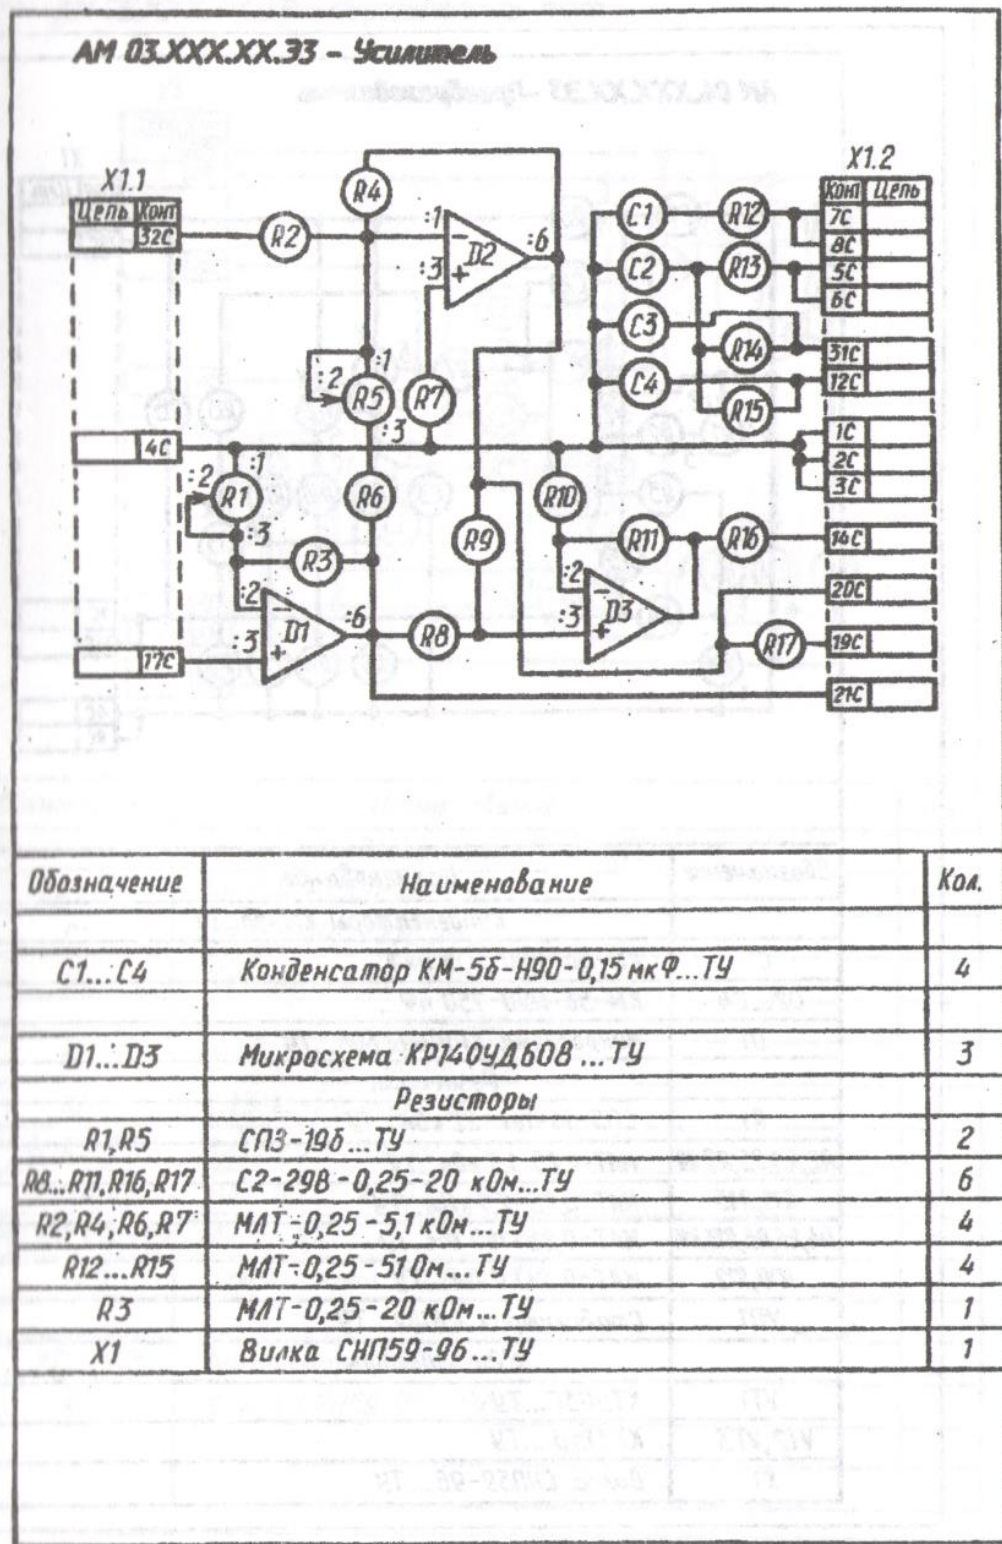 АМ 03.XXX.XX.ЭЗ - Усилитель
X1.1
Цепь Конт
32С
4С
17С
X1.2
Конт Цепь
7С
8С
5С
6С
31С
12С
1С
2С
3С
14С
20С
19С
21С
R4
R2
:1
:3
D2
:6
:2
:1
R5
:3
R7
C1
R12
C2
R13
C3
R14
C4
R15
:1
:2
R1
:3
R6
R10
R3
R9
R11
R16
:2
:3
D1
:6
R8
:2
:3
D3
R17
Обозначение Наименование Кол.
C1...C4 Конденсатор КМ-5б-Н90-0,15 мкФ...ТУ 4
D1...D3 Микросхема КР140УД608...ТУ 3
Резисторы
R1,R5 СП3-19б...ТУ 2
R8...R11,R16,R17 С2-29В-0,25-20 кОм...ТУ 6
R2,R4,R6,R7 МЛТ-0,25-5,1 кОм...ТУ 4
R12...R15 МЛТ-0,25-51 Ом...ТУ 4
R3 МЛТ-0,25-20 кОм...ТУ 1
X1 Вилка СНП59-96...ТУ 1